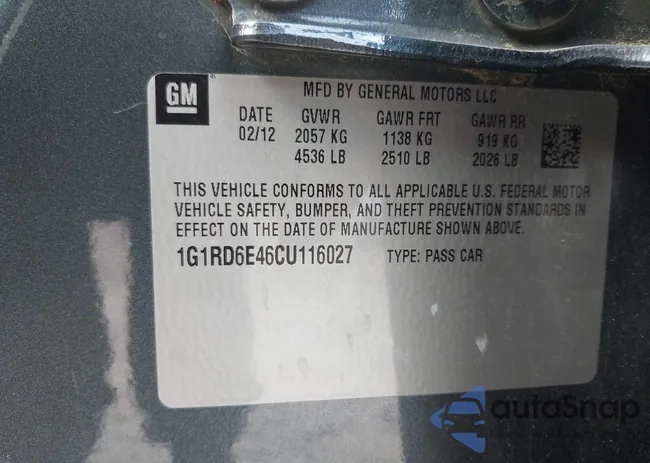 GM
MFD BY GENERAL MOTORS LLC
DATE GVWR GAWR FRT GAWR RR
02/12 2057 KG 1138 KG 919 KG
4536 LB 2510 LB 2026 LB
THIS VEHICLE CONFORMS TO ALL APPLICABLE U.S. FEDERAL MOTOR
VEHICLE SAFETY, BUMPER, AND THEFT PREVENTION STANDARDS IN
EFFECT ON THE DATE OF MANUFACTURE SHOWN ABOVE.
1G1RD6E46CU116027 TYPE: PASS CAR
autoSnap